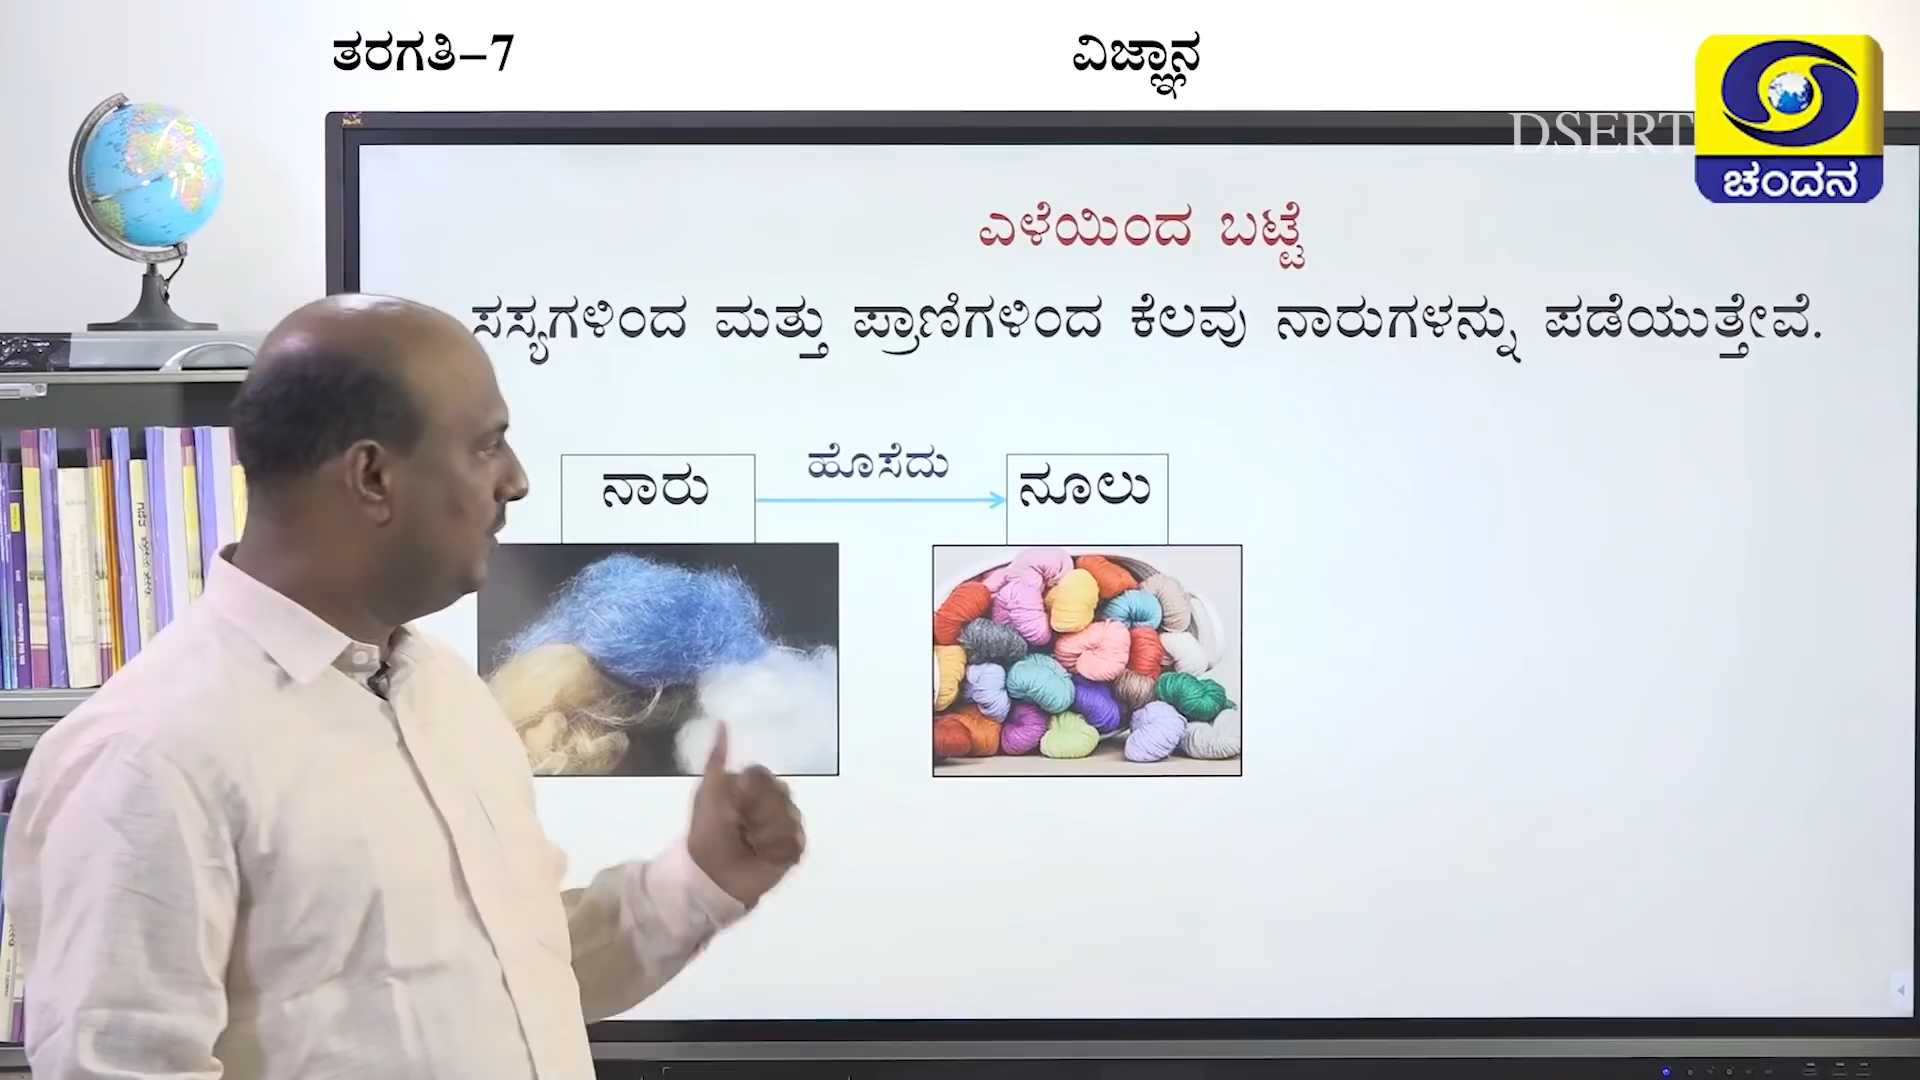 ತರಗತಿ–7 ವಿಜ್ಞಾನ
DSERT
ಚಂದನ
ಎಳೆಯಿಂದ ಬಟ್ಟೆ
ಸಸ್ಯಗಳಿಂದ ಮತ್ತು ಪ್ರಾಣಿಗಳಿಂದ ಕೆಲವು ನಾರುಗಳನ್ನು ಪಡೆಯುತ್ತೇವೆ.
ನಾರು ಹೊಸೆದು ನೂಲು